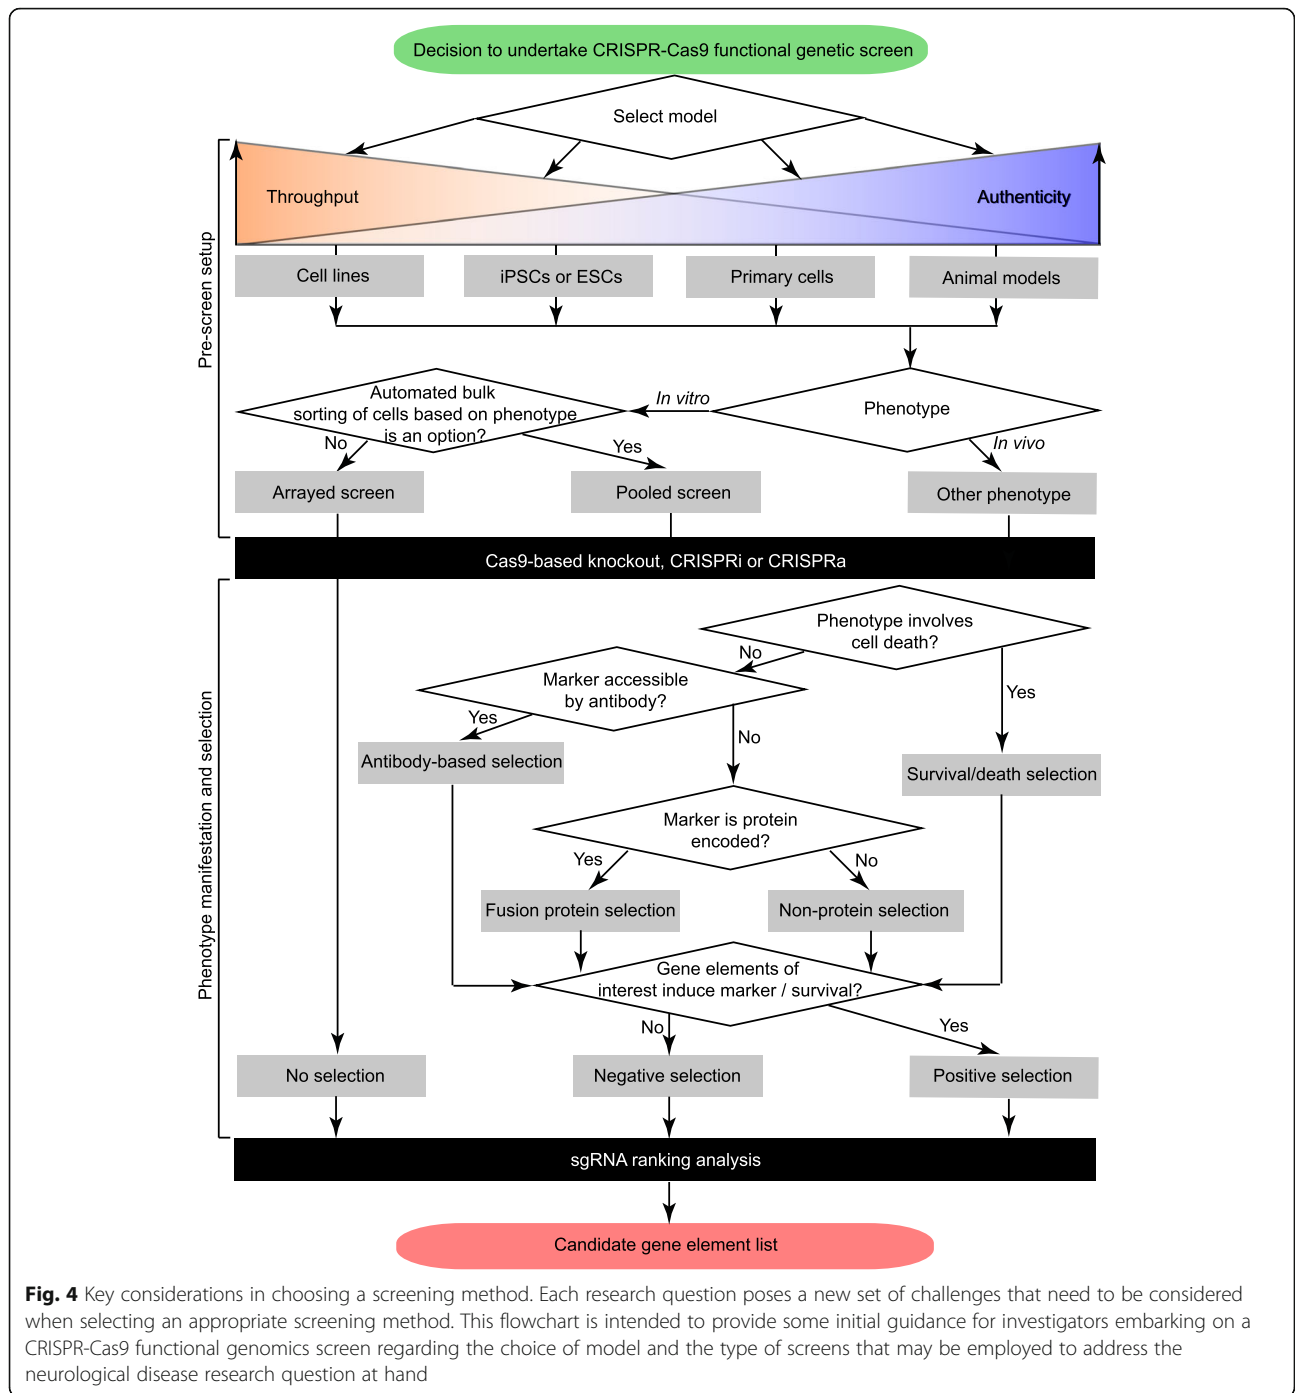 Decision to undertake CRISPR-Cas9 functional genetic screen
Select model
Throughput
Authenticity
Pre-screen setup
Cell lines
iPSCs or ESCs
Primary cells
Animal models
Automated bulk
sorting of cells based on phenotype
is an option?
In vitro
Phenotype
No
Yes
In vivo
Arrayed screen
Pooled screen
Other phenotype
Cas9-based knockout, CRISPRi or CRISPRa
Phenotype manifestation and selection
Phenotype involves
cell death?
No
Marker accessible
by antibody?
Yes
Yes
No
Antibody-based selection
Survival/death selection
Marker is protein
encoded?
Yes
No
Fusion protein selection
Non-protein selection
Gene elements of
interest induce marker / survival?
No
Yes
No selection
Negative selection
Positive selection
sgRNA ranking analysis
Candidate gene element list
Fig. 4 Key considerations in choosing a screening method. Each research question poses a new set of challenges that need to be considered
when selecting an appropriate screening method. This flowchart is intended to provide some initial guidance for investigators embarking on a
CRISPR-Cas9 functional genomics screen regarding the choice of model and the type of screens that may be employed to address the
neurological disease research question at hand